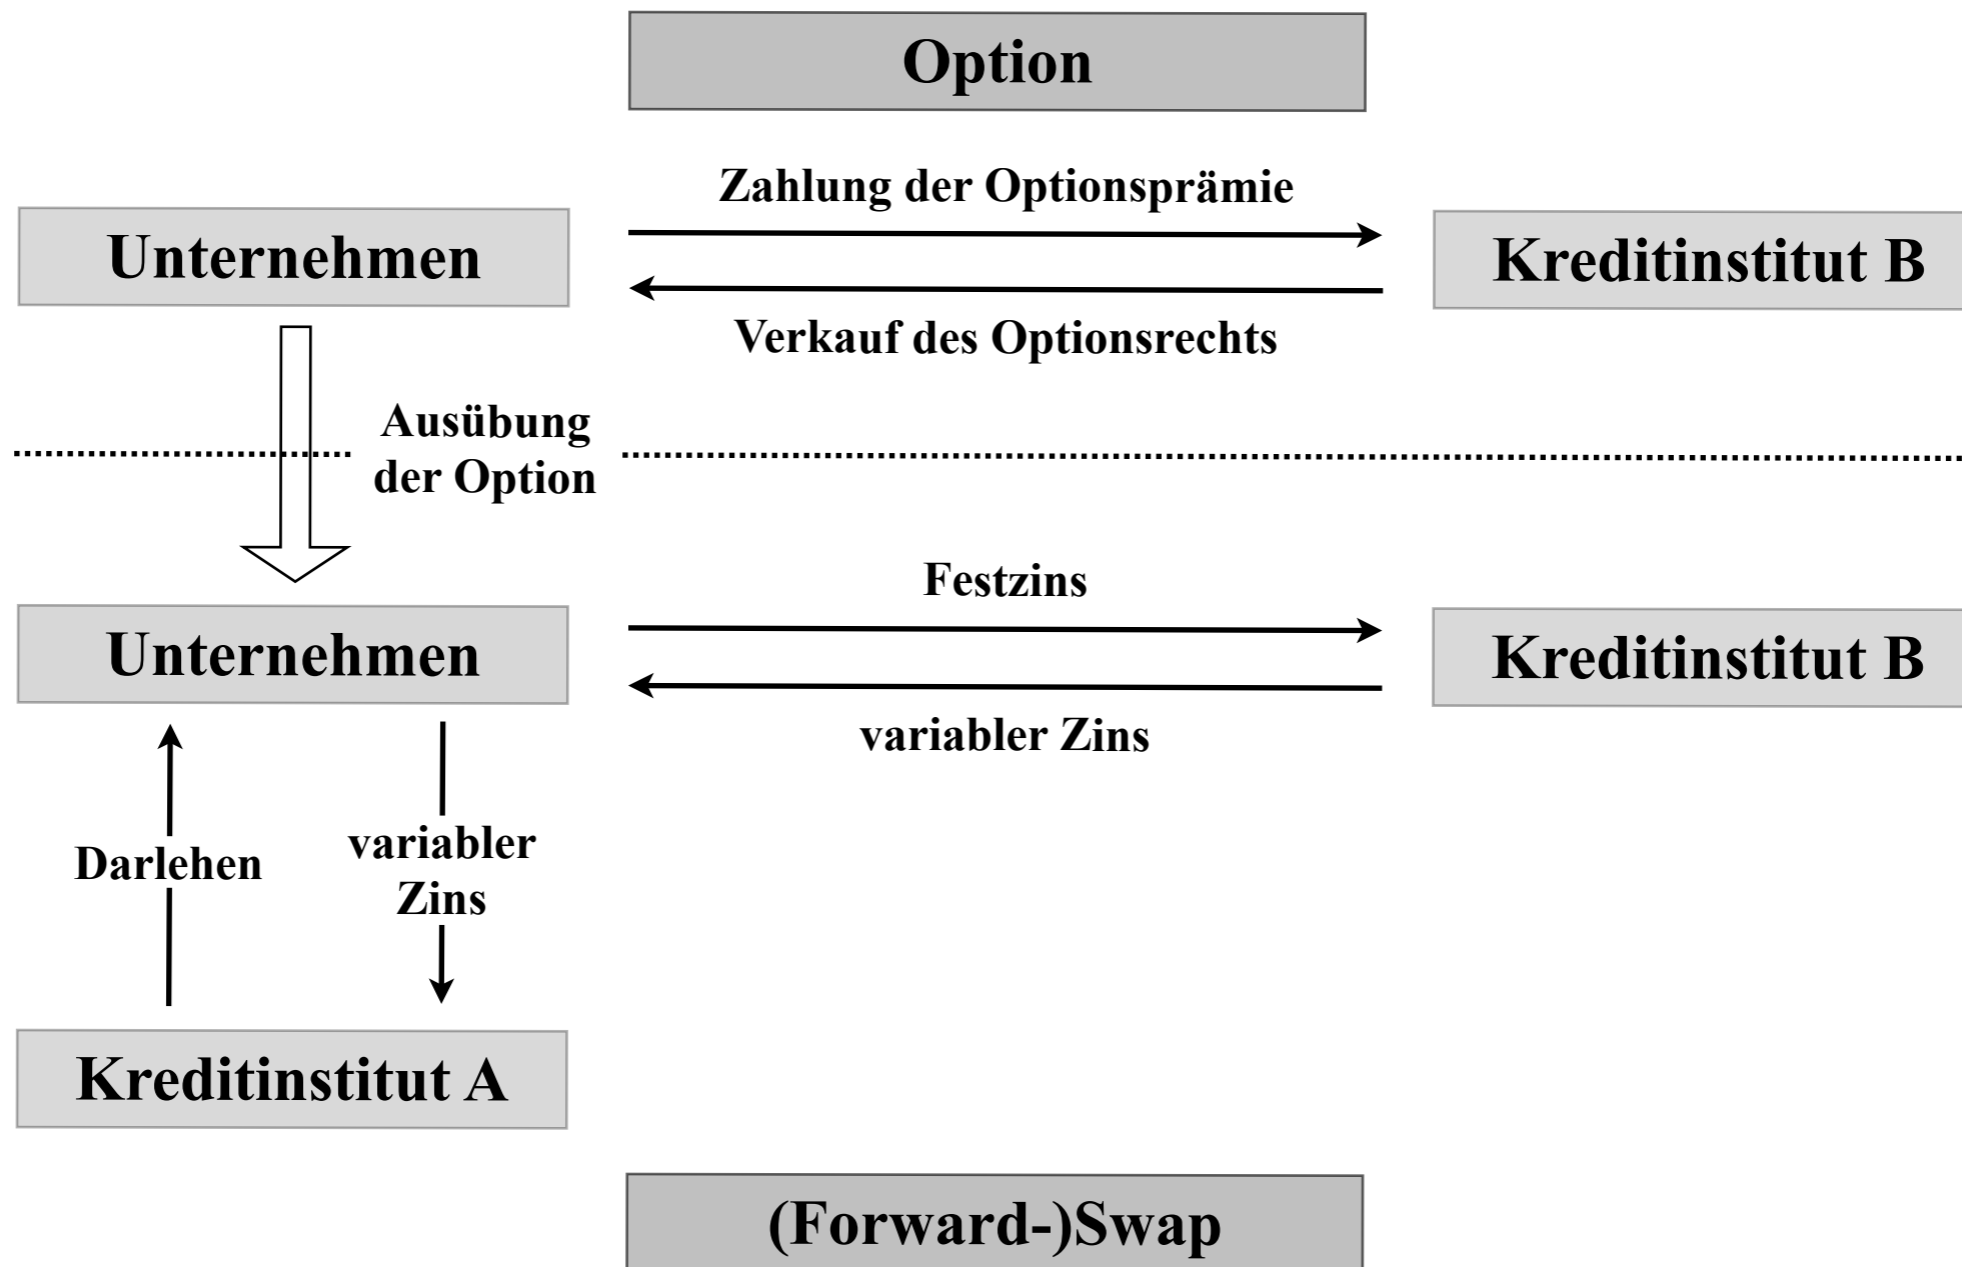 Option
Zahlung der Optionsprämie
Unternehmen
Kreditinstitut B
Verkauf des Optionsrechts
Ausübung
der Option
Festzins
Unternehmen
Kreditinstitut B
variabler Zins
Darlehen
variabler
Zins
Kreditinstitut A
(Forward-)Swap